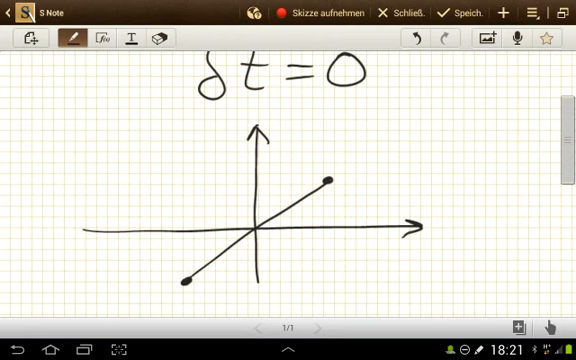 S Note
Skizze aufnehmen
Schließ.
Speich.
f(x)
T
δt = 0
1/1
18:21